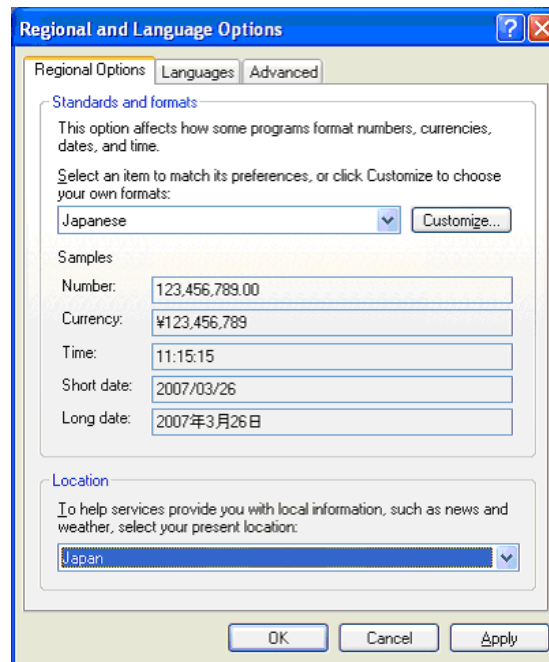 Regional and Language Options
Regional Options
Languages
Advanced
Standards and formats
This option affects how some programs format numbers, currencies,
dates, and time.
Select an item to match its preferences, or click Customize to choose
your own formats:
Japanese
Customize...
Samples
Number:
123,456,789.00
Currency:
¥123,456,789
Time:
11:15:15
Short date:
2007/03/26
Long date:
2007年3月26日
Location
To help services provide you with local information, such as news and
weather, select your present location:
Japan
OK
Cancel
Apply